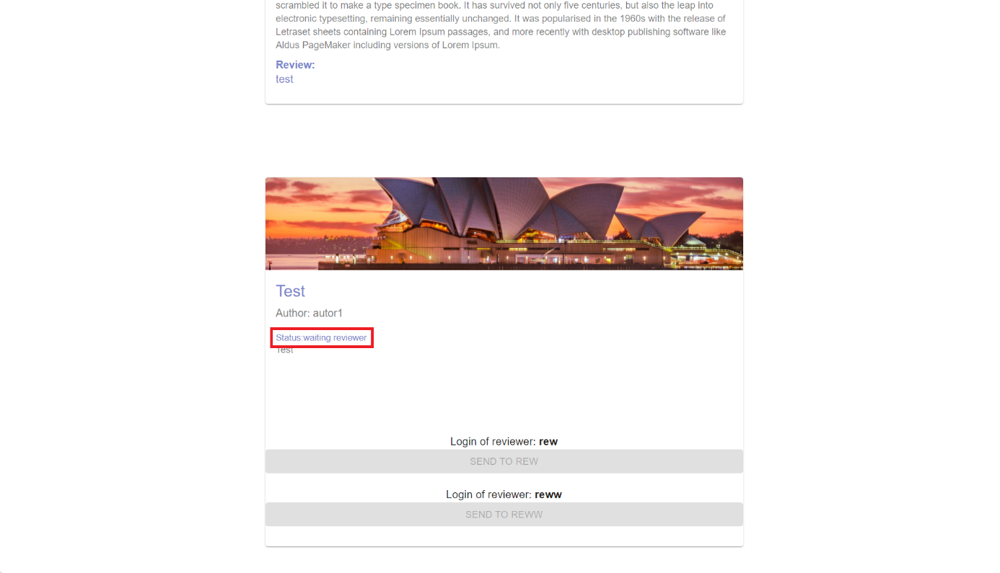 scrambled it to make a type specimen book. It has survived not only five centuries, but also the leap into
electronic typesetting, remaining essentially unchanged. It was popularised in the 1960s with the release of
Letraset sheets containing Lorem Ipsum passages, and more recently with desktop publishing software like
Aldus PageMaker including versions of Lorem Ipsum.
Review:
test
Test
Author: autor1
Status:waiting reviewer
Test
Login of reviewer: rew
SEND TO REW
Login of reviewer: reww
SEND TO REWW